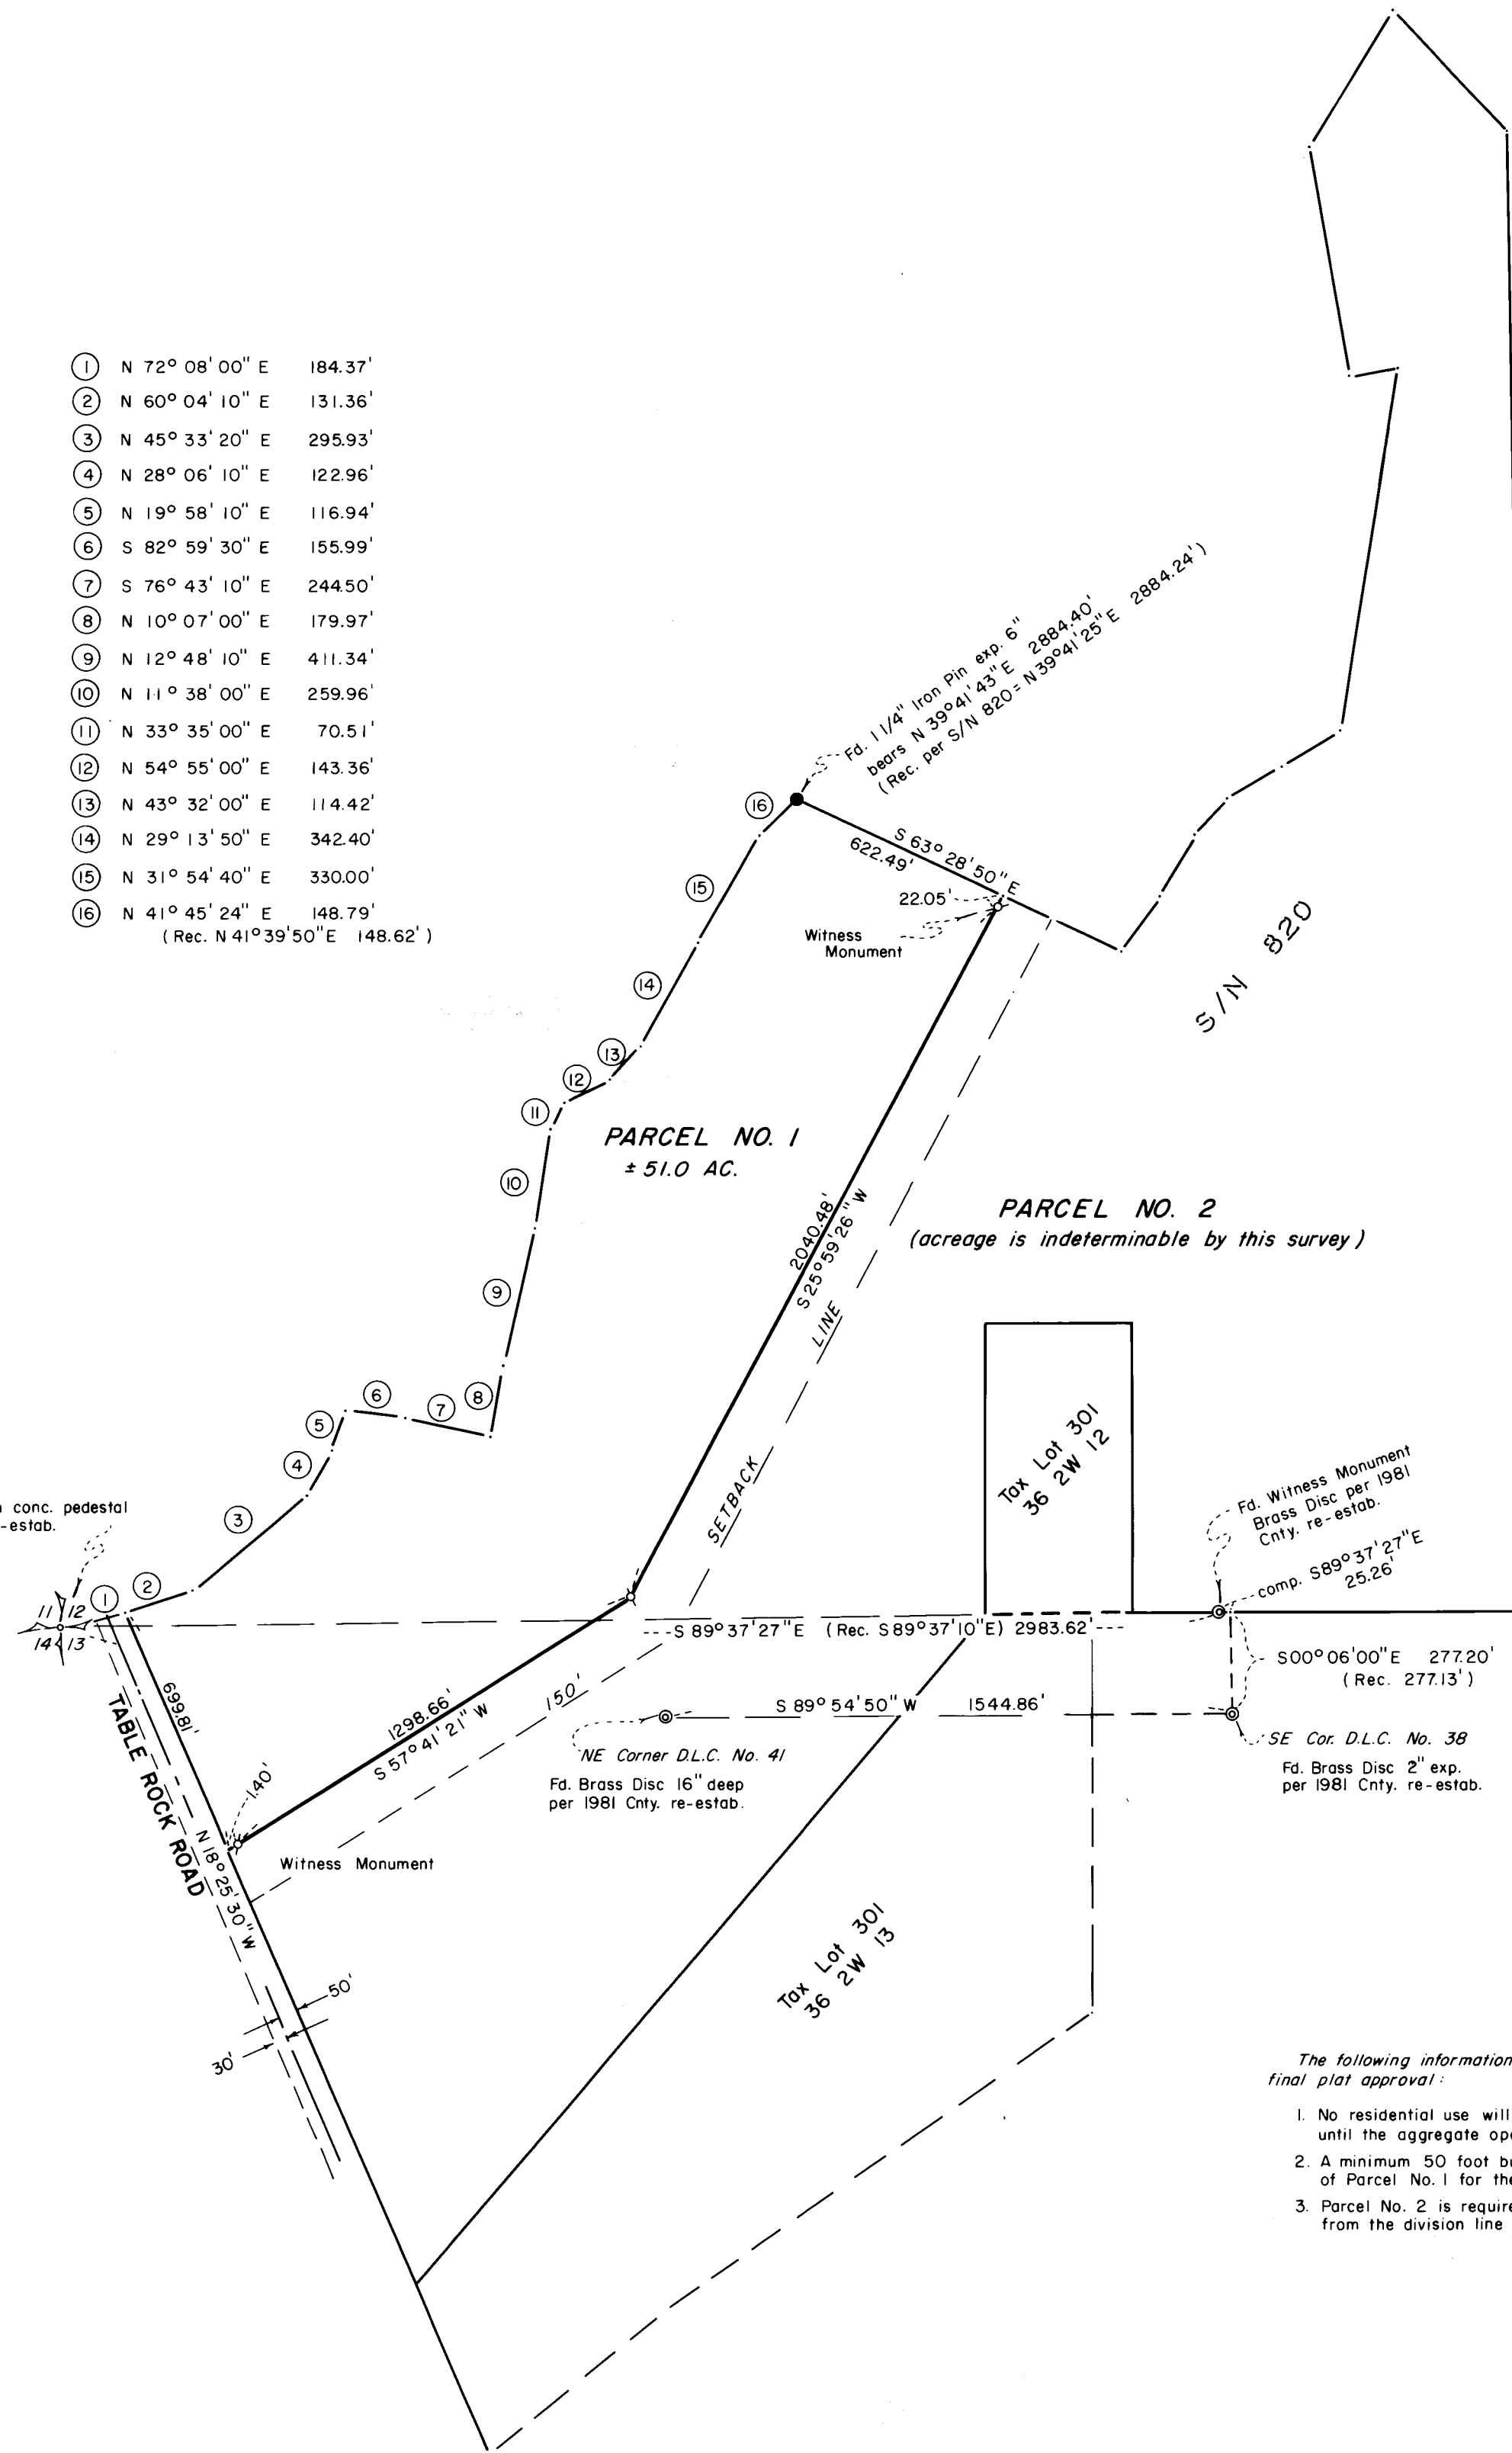 ① N 72° 08' 00" E 184.37'
② N 60° 04' 10" E 131.36'
③ N 45° 33' 20" E 295.93'
④ N 28° 06' 10" E 122.96'
⑤ N 19° 58' 10" E 116.94'
⑥ S 82° 59' 30" E 155.99'
⑦ S 76° 43' 10" E 244.50'
⑧ N 10° 07' 00" E 179.97'
⑨ N 12° 48' 10" E 411.34'
⑩ N 11° 38' 00" E 259.96'
⑪ N 33° 35' 00" E 70.51'
⑫ N 54° 55' 00" E 143.36'
⑬ N 43° 32' 00" E 114.42'
⑭ N 29° 13' 50" E 342.40'
⑮ N 31° 54' 40" E 330.00'
⑯ N 41° 45' 24" E 148.79'
(Rec. N 41° 39' 50" E 148.62')
Fd. 1 1/4" Iron Pin exp. 6"
bears N 39° 41' 43" E 2884.40'
(Rec. per S/N 820 = N 39° 41' 25" E 2884.24')
⑯
S 63° 28' 50" E
622.49'
⑮
22.05'
Witness
Monument
S/N 820
⑭
⑬
⑫
⑪
PARCEL NO. 1
± 51.0 AC.
⑩
2040.48'
S 25° 59' 26" W
PARCEL NO. 2
(acreage is indeterminable by this survey)
⑨
SETBACK LINE
⑥
⑦
⑧
⑤
④
③
Tax Lot 301
36 2W 12
Fd. Witness Monument
Brass Disc per 1981
Cnty. re-estab.
comp. S 89° 37' 27" E
25.26'
conc. pedestal
-estab.
①
②
11 12
14 13
S 89° 37' 27" E (Rec. S 89° 37' 10" E) 2983.62'
S 00° 06' 00" E 277.20'
(Rec. 277.13')
699.81'
1298.66'
S 57° 41' 21" W
150'
S 89° 54' 50" W 1544.86'
NE Corner D.L.C. No. 41
Fd. Brass Disc 16" deep
per 1981 Cnty. re-estab.
SE Cor. D.L.C. No. 38
Fd. Brass Disc 2" exp.
per 1981 Cnty. re-estab.
TABLE ROCK ROAD
1.40'
Witness Monument
N 18° 25' 30" W
50'
30'
Tax Lot 301
36 2W 13
The following information
final plat approval:
1. No residential use will
until the aggregate op
2. A minimum 50 foot b
of Parcel No. 1 for the
3. Parcel No. 2 is require
from the division line